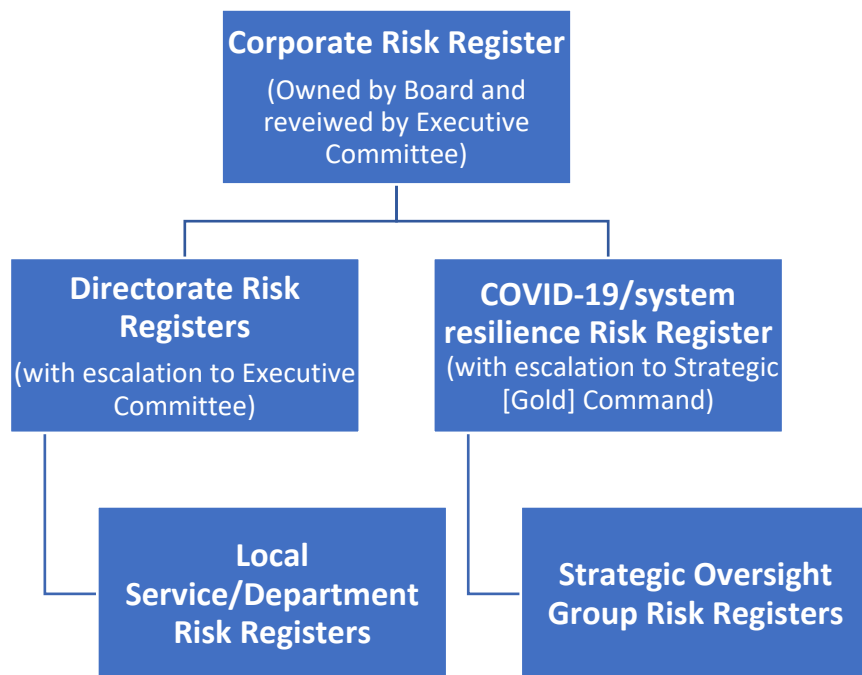 Corporate Risk Register
(Owned by Board and
reveiwed by Executive
Committee)
Directorate Risk
Registers
(with escalation to Executive
Committee)
COVID-19/system
resilience Risk Register
(with escalation to Strategic
[Gold] Command)
Local
Service/Department
Risk Registers
Strategic Oversight
Group Risk Registers